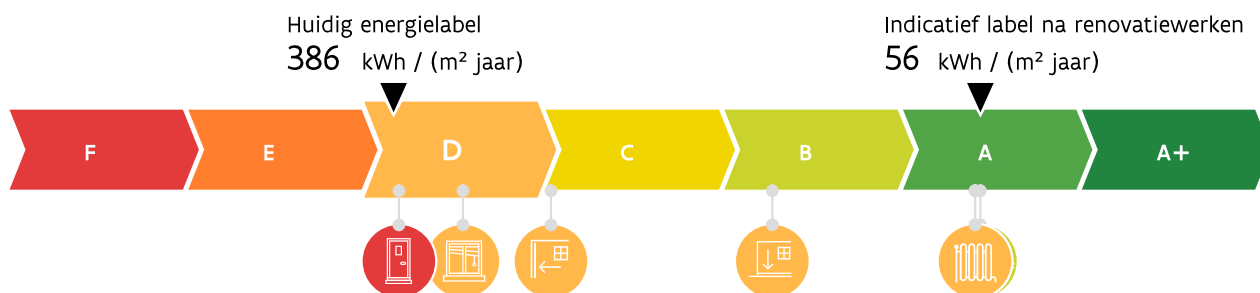 Huidig energielabel
386 kWh / (m² jaar)
Indicatief label na renovatiewerken
56 kWh / (m² jaar)
F E D C B A A+